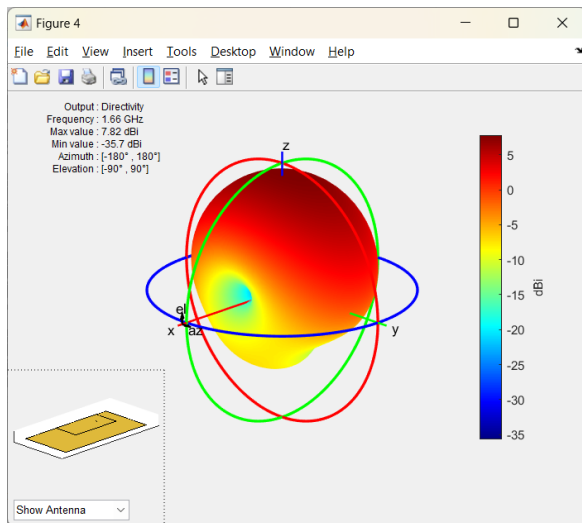 Figure 4
File Edit View Insert Tools Desktop Window Help
Output : Directivity
Frequency : 1.66 GHz
Max value : 7.82 dBi
Min value : -35.7 dBi
Azimuth : [-180° , 180°]
Elevation : [-90° , 90°]
z
el
x az
y
5
0
-5
-10
-15
-20
-25
-30
-35
dBi
Show Antenna